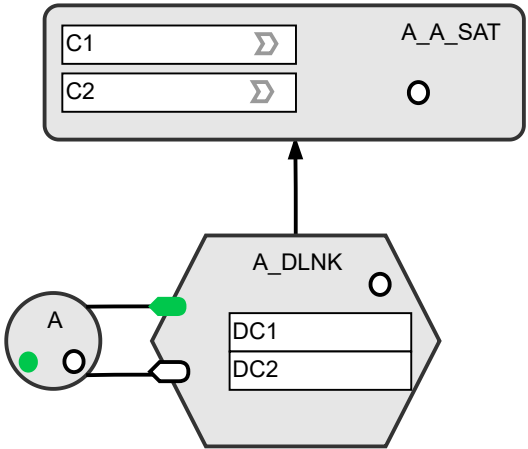 C1
A_A_SAT
C2
A_DLNK
A
DC1
DC2